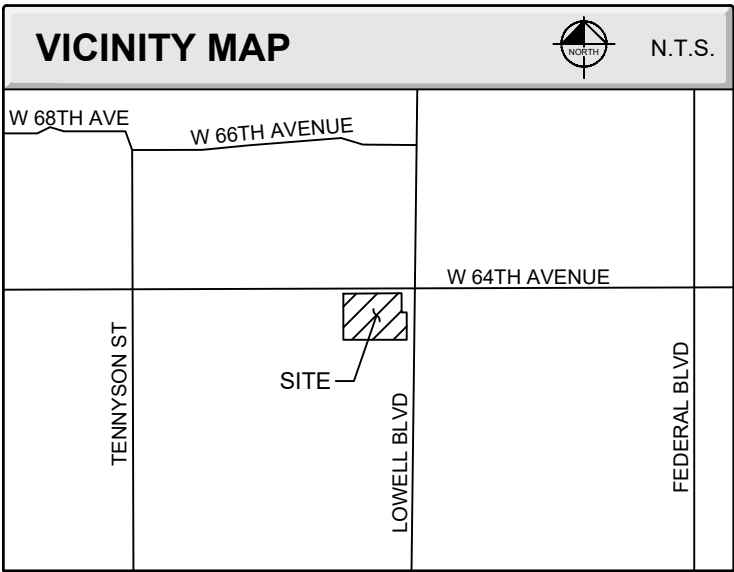 VICINITY MAP
NORTH
N.T.S.
W 68TH AVE
W 66TH AVENUE
W 64TH AVENUE
SITE
TENNYSON ST
LOWELL BLVD
FEDERAL BLVD